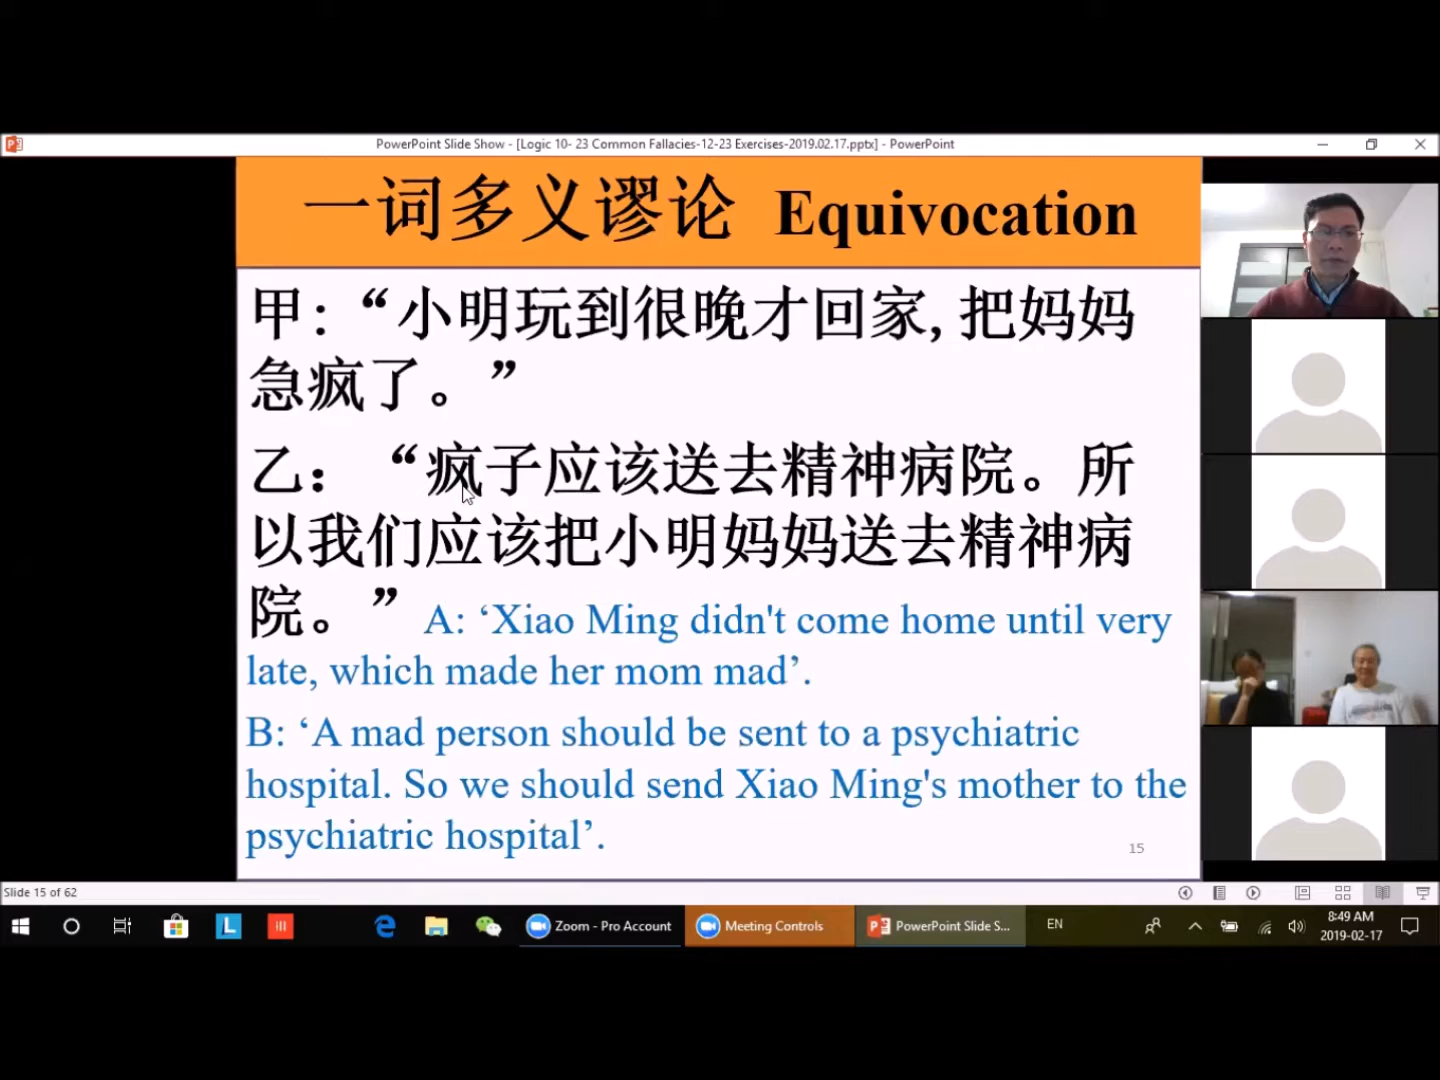 PowerPoint Slide Show - [Logic 10- 23 Common Fallacies-12-23 Exercises-2019.02.17.pptx] - PowerPoint
一词多义谬论 Equivocation
甲: “小明玩到很晚才回家, 把妈妈
急疯了。”
乙： “疯子应该送去精神病院。所
以我们应该把小明妈妈送去精神病
院。” A: ‘Xiao Ming didn't come home until very
late, which made her mom mad’.
B: ‘A mad person should be sent to a psychiatric
hospital. So we should send Xiao Ming's mother to the
psychiatric hospital’.
15
Slide 15 of 62
Zoom - Pro Account
Meeting Controls
PowerPoint Slide S...
EN
8:49 AM
2019-02-17